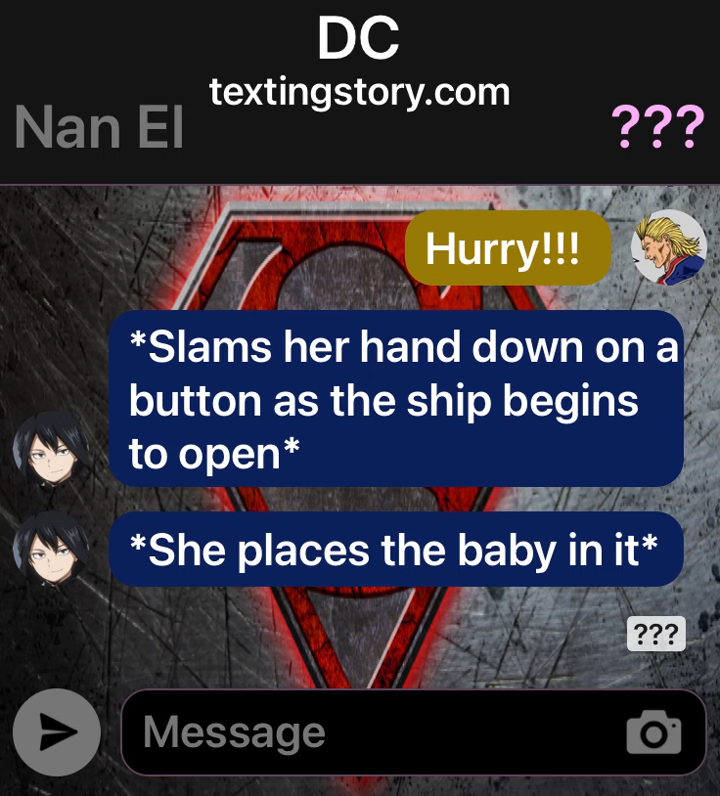 DC
textingstory.com
Nan El
???
Hurry!!!
*Slams her hand down on a
button as the ship begins
to open*
*She places the baby in it*
???
Message